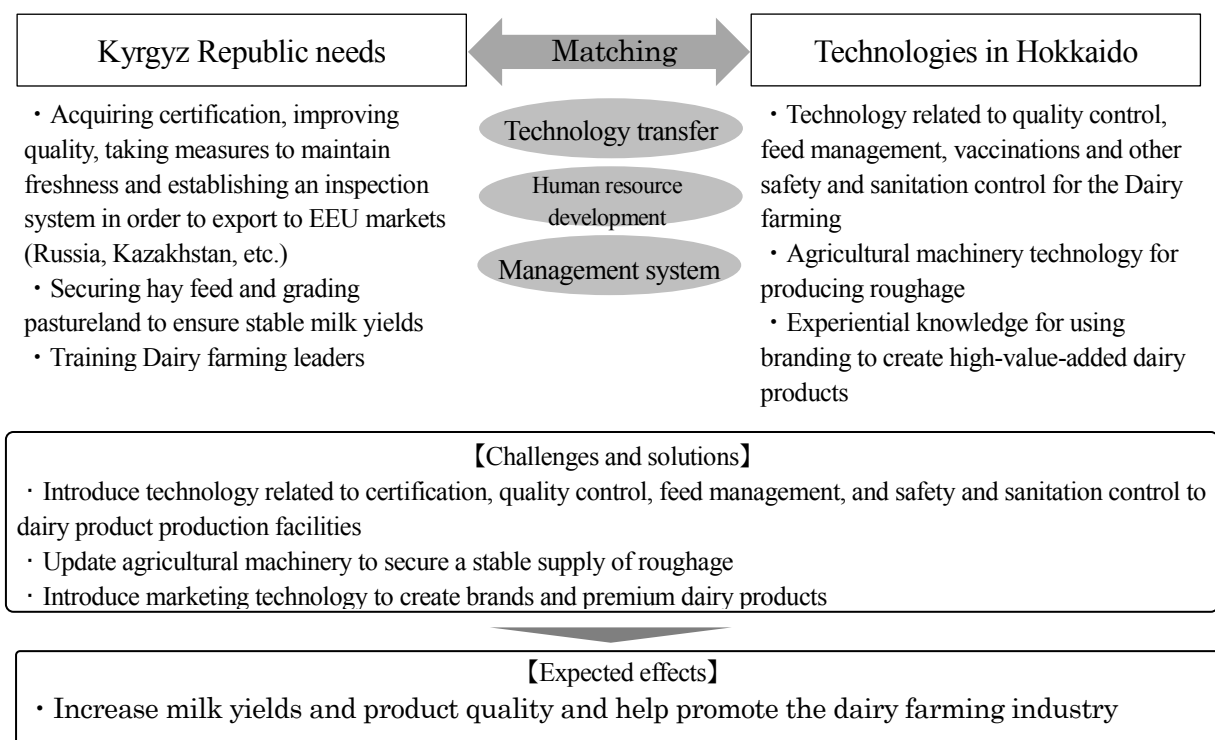 Kyrgyz Republic needs
Matching
Technologies in Hokkaido
・Acquiring certification, improving
quality, taking measures to maintain
freshness and establishing an inspection
system in order to export to EEU markets
(Russia, Kazakhstan, etc.)
・Securing hay feed and grading
pastureland to ensure stable milk yields
・Training Dairy farming leaders
Technology transfer
Human resource
development
Management system
・Technology related to quality control,
feed management, vaccinations and other
safety and sanitation control for the Dairy
farming
・Agricultural machinery technology for
producing roughage
・Experiential knowledge for using
branding to create high-value-added dairy
products
【Challenges and solutions】
・Introduce technology related to certification, quality control, feed management, and safety and sanitation control to
dairy product production facilities
・Update agricultural machinery to secure a stable supply of roughage
・Introduce marketing technology to create brands and premium dairy products
【Expected effects】
・Increase milk yields and product quality and help promote the dairy farming industry